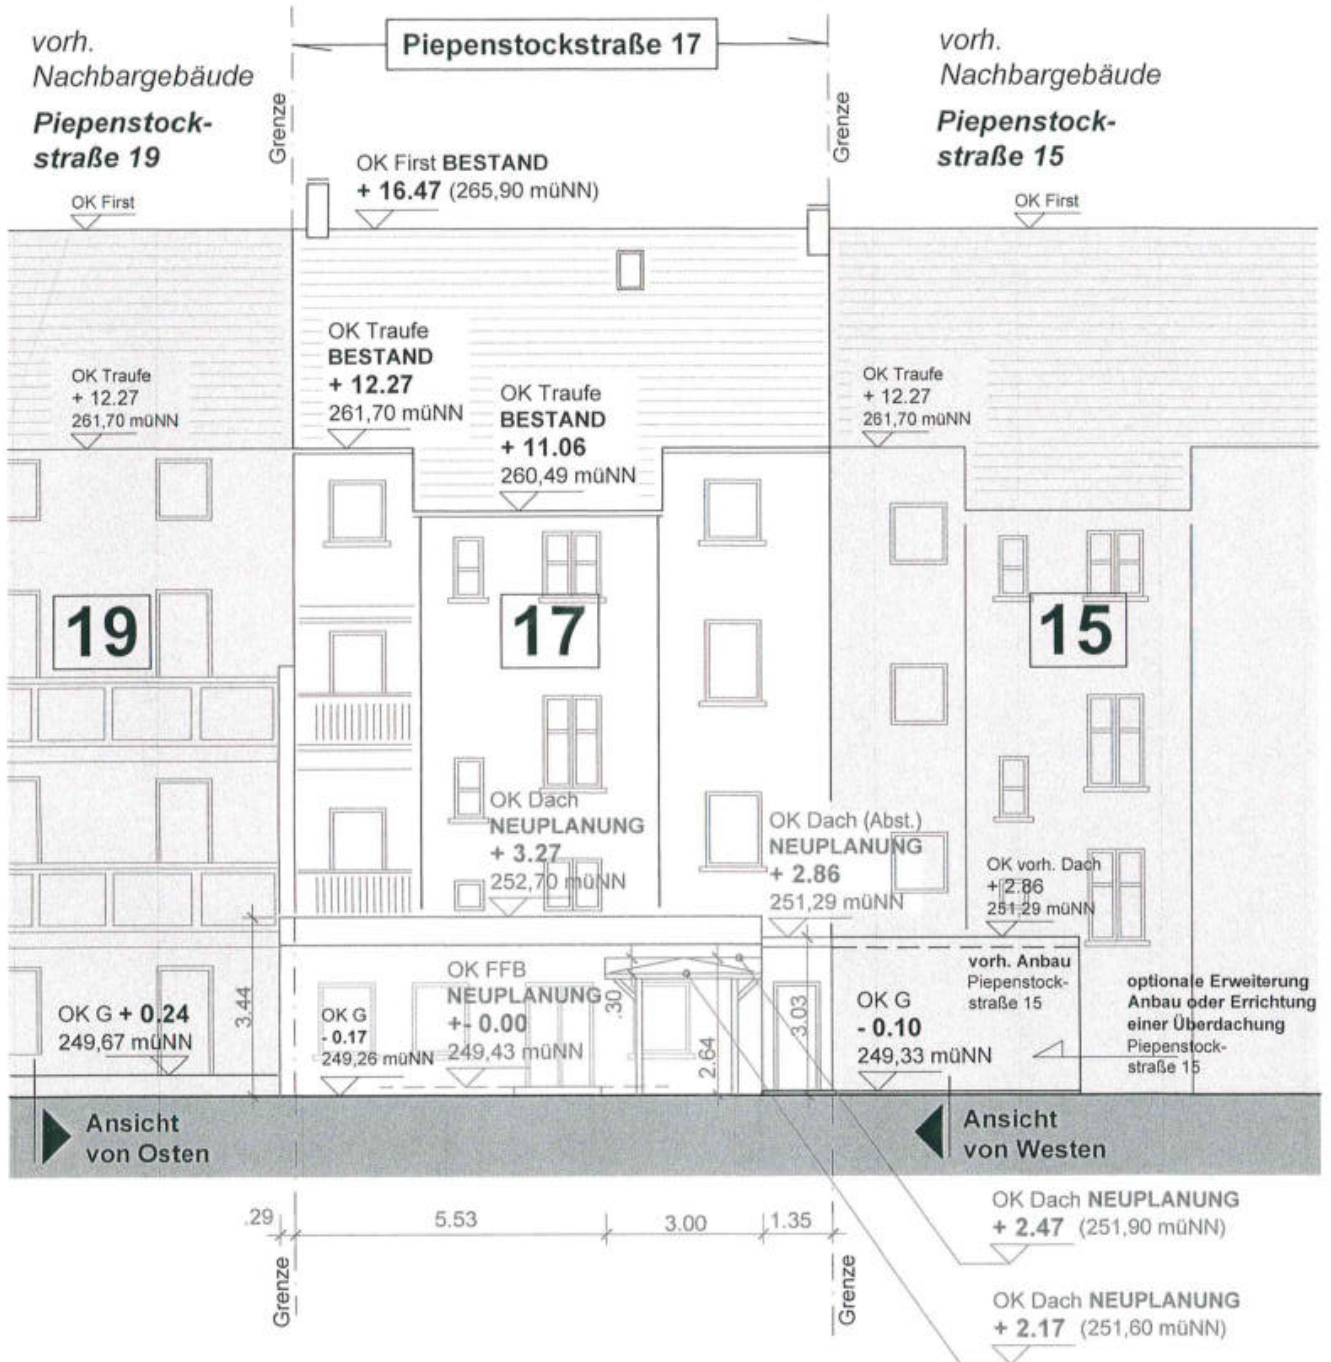 vorh.
Nachbargebäude
Piepenstock-
straße 19
Piepenstockstraße 17
vorh.
Nachbargebäude
Piepenstock-
straße 15
Grenze
Grenze
OK First BESTAND
+ 16.47 (265,90 müNN)
OK First
OK First
OK Traufe
BESTAND
+ 12.27
261,70 müNN
OK Traufe
+ 12.27
261,70 müNN
OK Traufe
BESTAND
+ 11.06
260,49 müNN
OK Traufe
+ 12.27
261,70 müNN
19
17
15
OK Dach
NEUPLANUNG
+ 3.27
252,70 müNN
OK Dach (Abst.)
NEUPLANUNG
+ 2.86
251,29 müNN
OK vorh. Dach
+ 2.86
251,29 müNN
vorh. Anbau
Piepenstock-
straße 15
optionale Erweiterung
Anbau oder Errichtung
einer Überdachung
Piepenstock-
straße 15
OK G + 0.24
249,67 müNN
3.44
OK G
- 0.17
249,26 müNN
OK FFB
NEUPLANUNG
+- 0.00
249,43 müNN
.30
2.64
3.03
OK G
- 0.10
249,33 müNN
Ansicht
von Osten
Ansicht
von Westen
.29
5.53
3.00
1.35
Grenze
Grenze
OK Dach NEUPLANUNG
+ 2.47 (251,90 müNN)
OK Dach NEUPLANUNG
+ 2.17 (251,60 müNN)